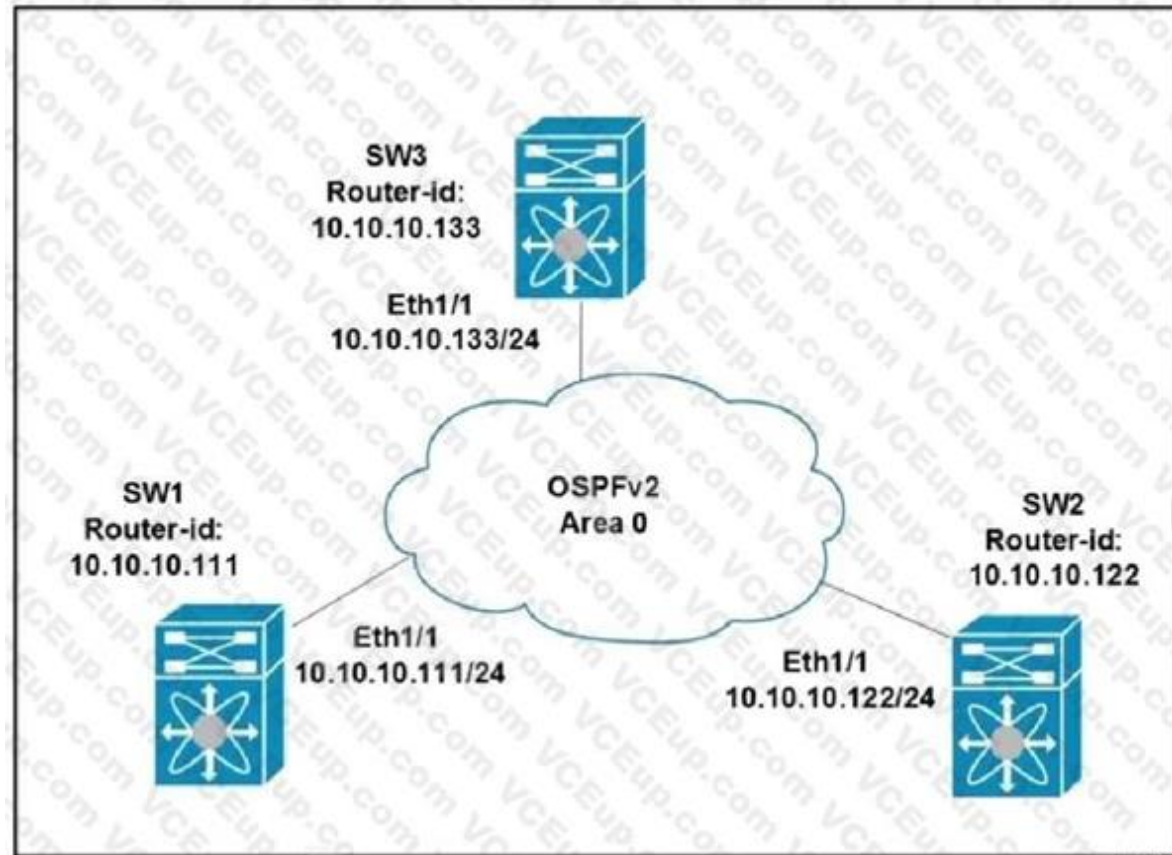 SW3
Router-id:
10.10.10.133
Eth1/1
10.10.10.133/24
OSPFv2
Area 0
SW1
Router-id:
10.10.10.111
Eth1/1
10.10.10.111/24
SW2
Router-id:
10.10.10.122
Eth1/1
10.10.10.122/24
VCEup.com